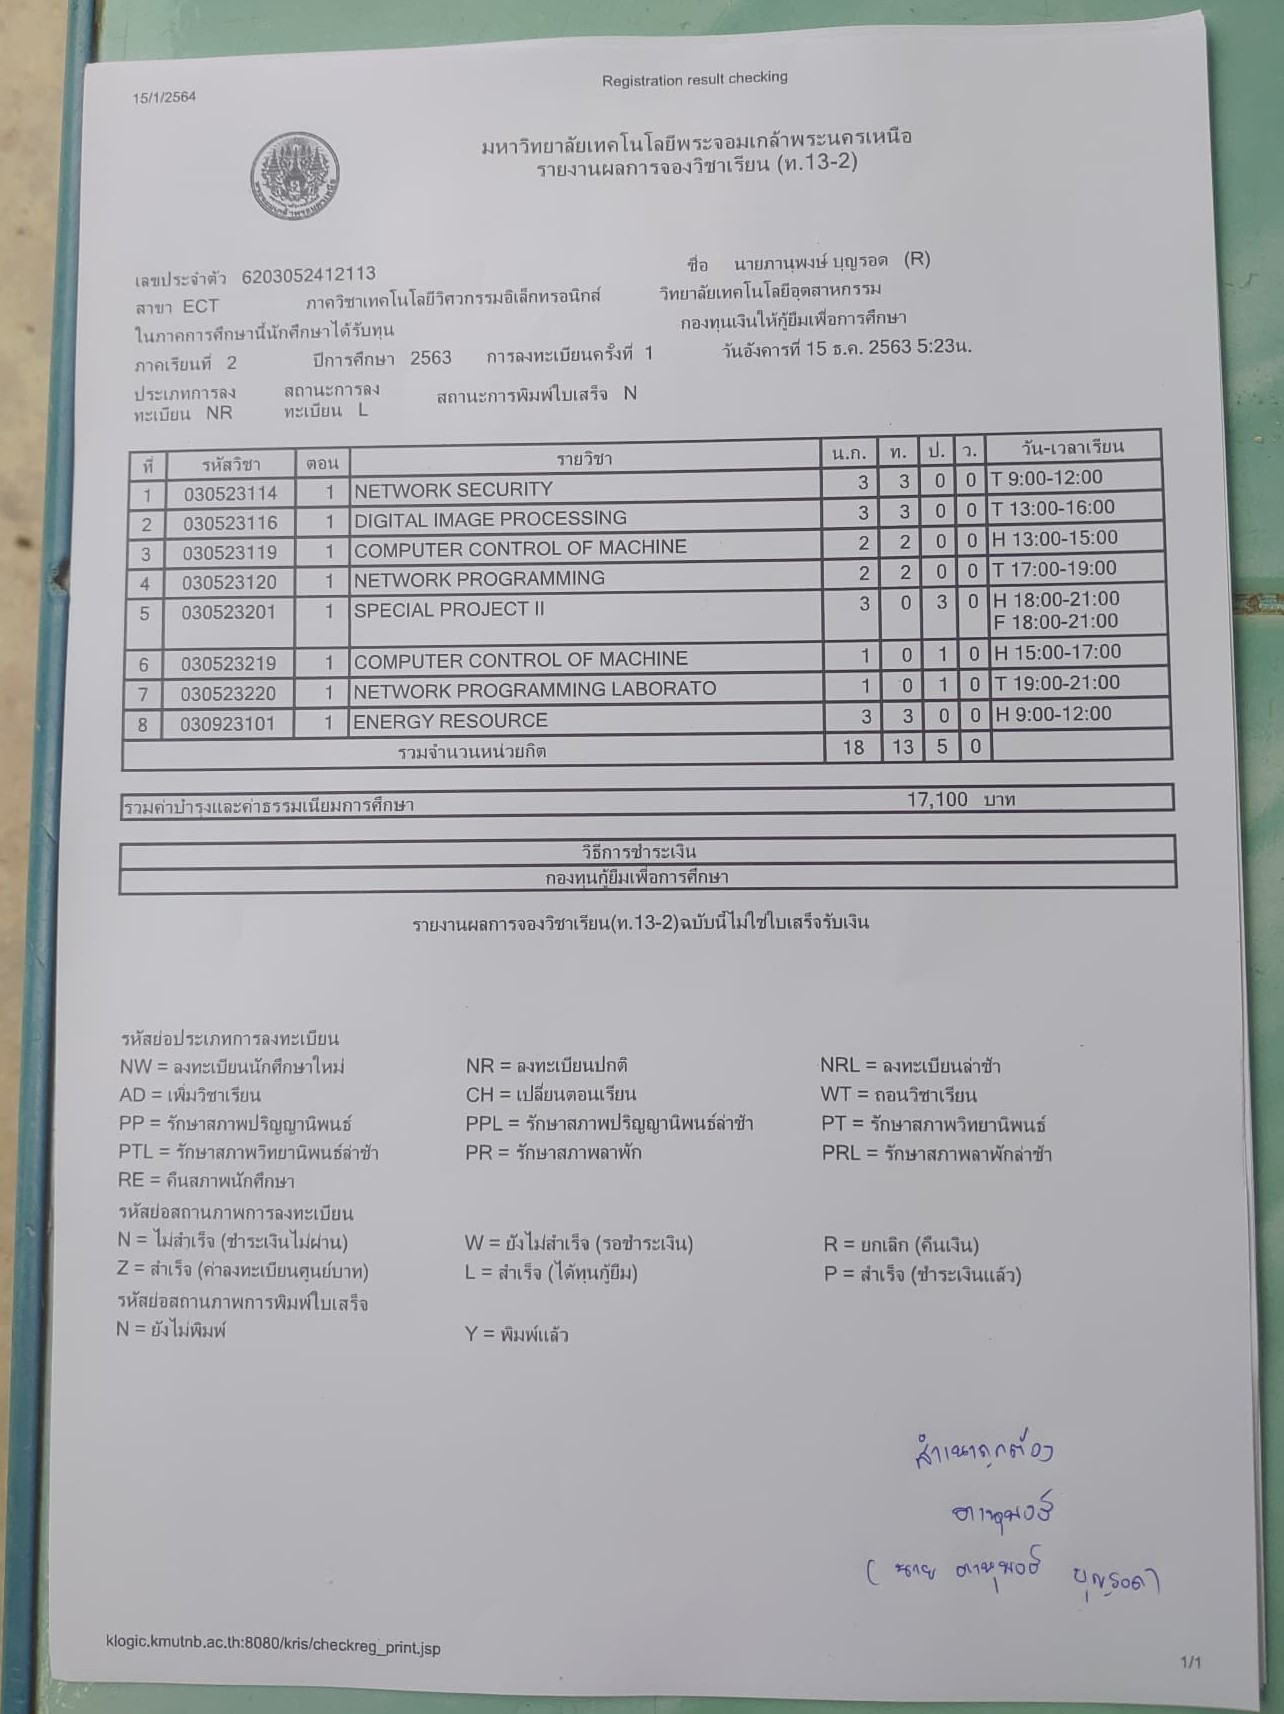 15/1/2564
Registration result checking
มหาวิทยาลัยเทคโนโลยีพระจอมเกล้าพระนครเหนือ
รายงานผลการจองวิชาเรียน (ท.13-2)
เลขประจำตัว 6203052412113 ชื่อ นายภานุพงษ์ บุญรอด (R)
สาขา ECT ภาควิชาเทคโนโลยีวิศวกรรมอิเล็กทรอนิกส์ วิทยาลัยเทคโนโลยีอุตสาหกรรม
ในภาคการศึกษานี้นักศึกษาได้รับทุน กองทุนเงินให้กู้ยืมเพื่อการศึกษา
ภาคเรียนที่ 2 ปีการศึกษา 2563 การลงทะเบียนครั้งที่ 1 วันอังคารที่ 15 ธ.ค. 2563 5:23น.
ประเภทการลง สถานะการลง สถานะการพิมพ์ใบเสร็จ N
ทะเบียน NR ทะเบียน L
ที่ รหัสวิชา ตอน รายวิชา น.ก. ท. ป. ว. วัน-เวลาเรียน
1 030523114 1 NETWORK SECURITY 3 3 0 0 T 9:00-12:00
2 030523116 1 DIGITAL IMAGE PROCESSING 3 3 0 0 T 13:00-16:00
3 030523119 1 COMPUTER CONTROL OF MACHINE 2 2 0 0 H 13:00-15:00
4 030523120 1 NETWORK PROGRAMMING 2 2 0 0 T 17:00-19:00
5 030523201 1 SPECIAL PROJECT II 3 0 3 0 H 18:00-21:00
F 18:00-21:00
6 030523219 1 COMPUTER CONTROL OF MACHINE 1 0 1 0 H 15:00-17:00
7 030523220 1 NETWORK PROGRAMMING LABORATO 1 0 1 0 T 19:00-21:00
8 030923101 1 ENERGY RESOURCE 3 3 0 0 H 9:00-12:00
รวมจำนวนหน่วยกิต 18 13 5 0
รวมค่าบำรุงและค่าธรรมเนียมการศึกษา 17,100 บาท
วิธีการชำระเงิน
กองทุนกู้ยืมเพื่อการศึกษา
รายงานผลการจองวิชาเรียน(ท.13-2)ฉบับนี้ไม่ใช่ใบเสร็จรับเงิน
รหัสย่อประเภทการลงทะเบียน
NW = ลงทะเบียนนักศึกษาใหม่ NR = ลงทะเบียนปกติ NRL = ลงทะเบียนล่าช้า
AD = เพิ่มวิชาเรียน CH = เปลี่ยนตอนเรียน WT = ถอนวิชาเรียน
PP = รักษาสภาพปริญญานิพนธ์ PPL = รักษาสภาพปริญญานิพนธ์ล่าช้า PT = รักษาสภาพวิทยานิพนธ์
PTL = รักษาสภาพวิทยานิพนธ์ล่าช้า PR = รักษาสภาพลาพัก PRL = รักษาสภาพลาพักล่าช้า
RE = คืนสภาพนักศึกษา
รหัสย่อสถานภาพการลงทะเบียน
N = ไม่สำเร็จ (ชำระเงินไม่ผ่าน) W = ยังไม่สำเร็จ (รอชำระเงิน) R = ยกเลิก (คืนเงิน)
Z = สำเร็จ (ค่าลงทะเบียนศูนย์บาท) L = สำเร็จ (ได้ทุนกู้ยืม) P = สำเร็จ (ชำระเงินแล้ว)
รหัสย่อสถานภาพการพิมพ์ใบเสร็จ
N = ยังไม่พิมพ์ Y = พิมพ์แล้ว
สำเนาถูกต้อง
ภานุพงษ์
( นาย ภานุพงษ์ บุญรอด )
klogic.kmutnb.ac.th:8080/kris/checkreg_print.jsp
1/1